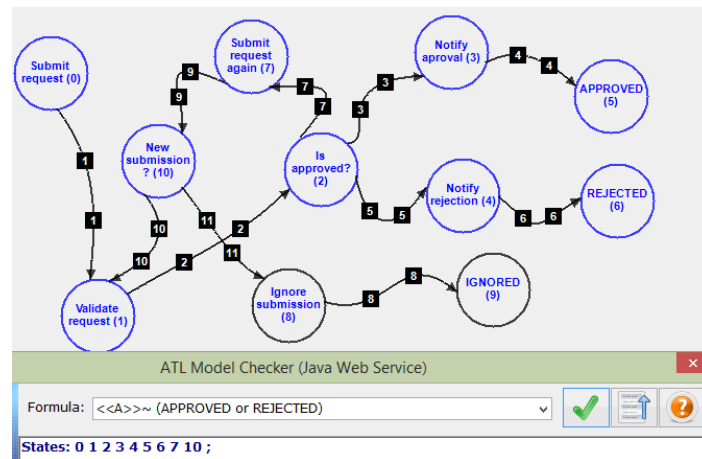 Submit
request (0)
Submit
request
again (7)
Notify
aproval (3)
APPROVED
(5)
New
submission
? (10)
Is
approved?
(2)
Notify
rejection (4)
REJECTED
(6)
Validate
request (1)
Ignore
submission
(8)
IGNORED
(9)
1
1
9
9
7
7
3
3
4
4
10
10
11
11
2
2
5
5
6
6
8
8
ATL Model Checker (Java Web Service)
Formula: <<A>>~ (APPROVED or REJECTED)
States: 0 1 2 3 4 5 6 7 10 ;